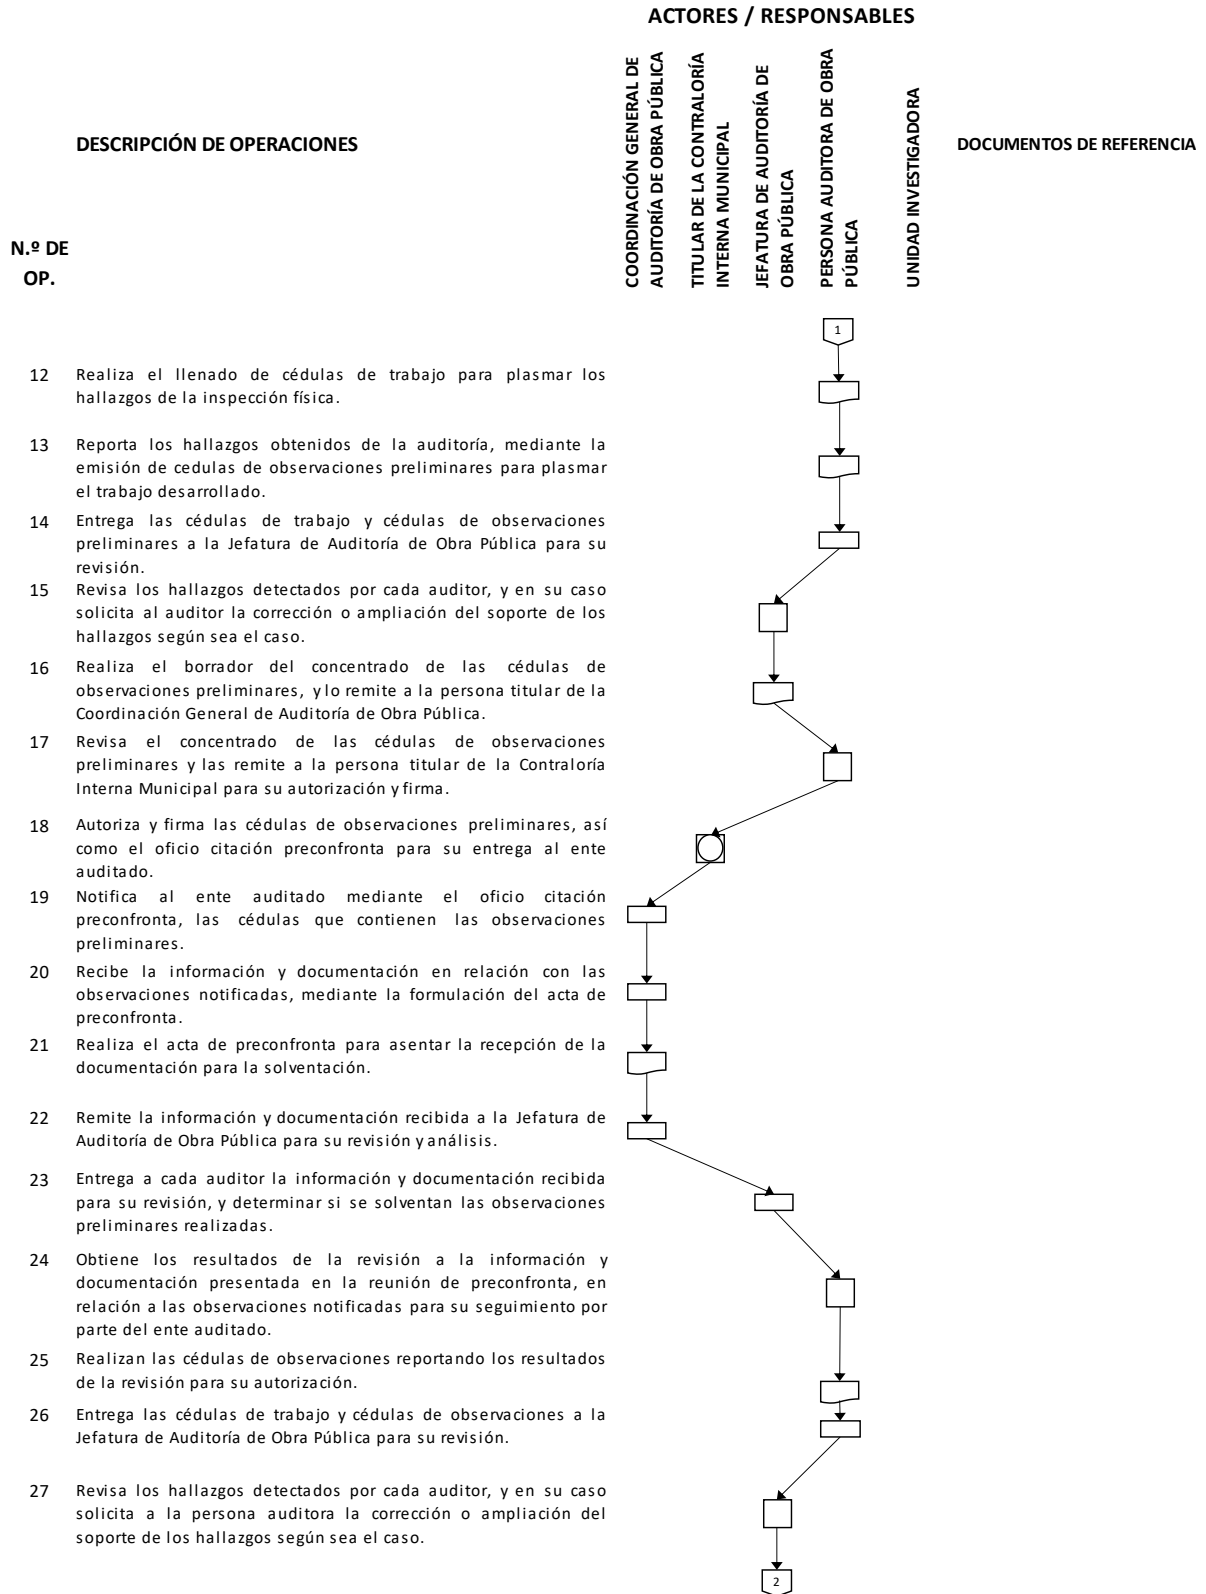 ACTORES / RESPONSABLES
N.º DE
OP.
DESCRIPCIÓN DE OPERACIONES
COORDINACIÓN GENERAL DE
AUDITORÍA DE OBRA PÚBLICA
TITULAR DE LA CONTRALORÍA
INTERNA MUNICIPAL
JEFATURA DE AUDITORÍA DE
OBRA PÚBLICA
PERSONA AUDITORA DE OBRA
PÚBLICA
UNIDAD INVESTIGADORA
DOCUMENTOS DE REFERENCIA
1
12 Realiza el llenado de cédulas de trabajo para plasmar los
hallazgos de la inspección física.
13 Reporta los hallazgos obtenidos de la auditoría, mediante la
emisión de cedulas de observaciones preliminares para plasmar
el trabajo desarrollado.
14 Entrega las cédulas de trabajo y cédulas de observaciones
preliminares a la Jefatura de Auditoría de Obra Pública para su
revisión.
15 Revisa los hallazgos detectados por cada auditor, y en su caso
solicita al auditor la corrección o ampliación del soporte de los
hallazgos según sea el caso.
16 Realiza el borrador del concentrado de las cédulas de
observaciones preliminares, y lo remite a la persona titular de la
Coordinación General de Auditoría de Obra Pública.
17 Revisa el concentrado de las cédulas de observaciones
preliminares y las remite a la persona titular de la Contraloría
Interna Municipal para su autorización y firma.
18 Autoriza y firma las cédulas de observaciones preliminares, así
como el oficio citación preconfronta para su entrega al ente
auditado.
19 Notifica al ente auditado mediante el oficio citación
preconfronta, las cédulas que contienen las observaciones
preliminares.
20 Recibe la información y documentación en relación con las
observaciones notificadas, mediante la formulación del acta de
preconfronta.
21 Realiza el acta de preconfronta para asentar la recepción de la
documentación para la solventación.
22 Remite la información y documentación recibida a la Jefatura de
Auditoría de Obra Pública para su revisión y análisis.
23 Entrega a cada auditor la información y documentación recibida
para su revisión, y determinar si se solventan las observaciones
preliminares realizadas.
24 Obtiene los resultados de la revisión a la información y
documentación presentada en la reunión de preconfronta, en
relación a las observaciones notificadas para su seguimiento por
parte del ente auditado.
25 Realizan las cédulas de observaciones reportando los resultados
de la revisión para su autorización.
26 Entrega las cédulas de trabajo y cédulas de observaciones a la
Jefatura de Auditoría de Obra Pública para su revisión.
27 Revisa los hallazgos detectados por cada auditor, y en su caso
solicita a la persona auditora la corrección o ampliación del
soporte de los hallazgos según sea el caso.
2